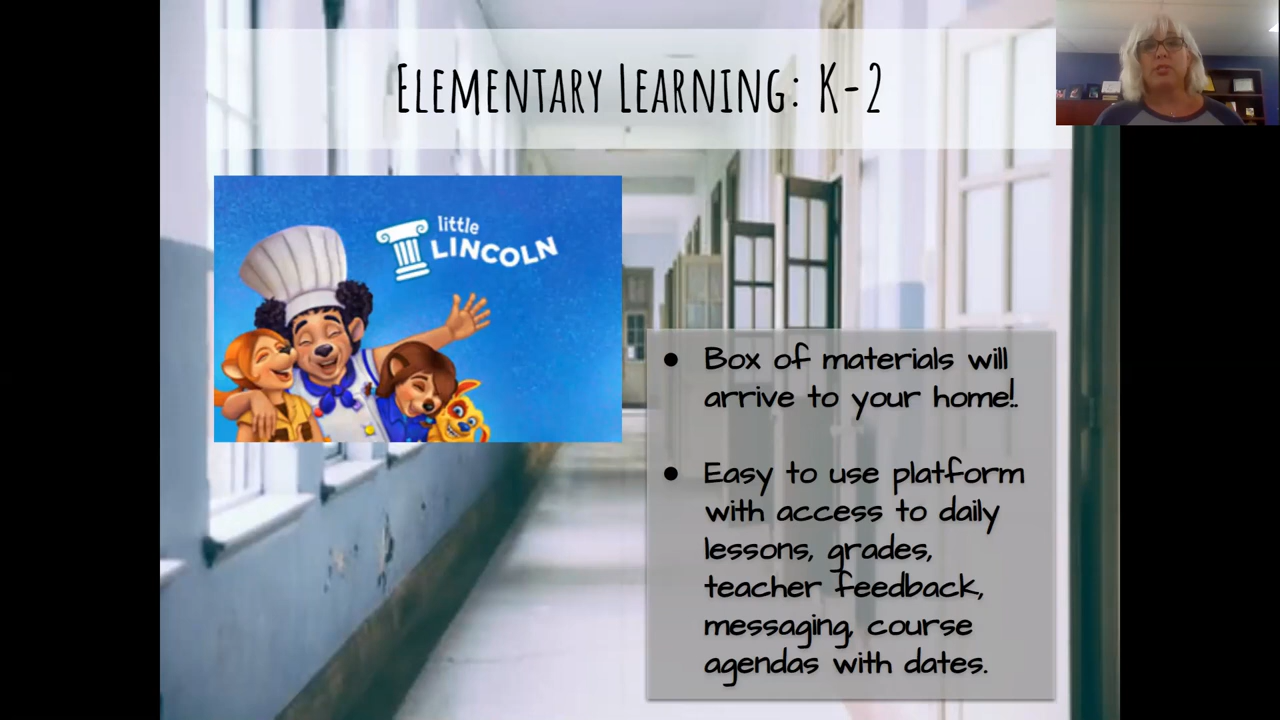 Elementary Learning: K-2
little
LINCOLN
● Box of materials will
arrive to your home!.
● Easy to use platform
with access to daily
lessons, grades,
teacher feedback,
messaging, course
agendas with dates.